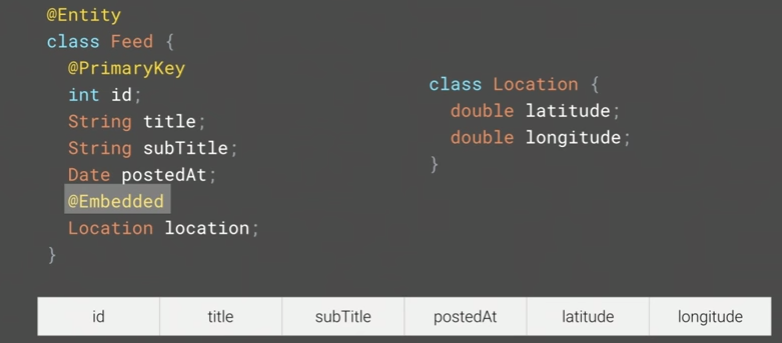 @Entity
class Feed {
@PrimaryKey
int id;
String title;
String subTitle;
Date postedAt;
@Embedded
Location location;
}
class Location {
double latitude;
double longitude;
}
id title subTitle postedAt latitude longitude